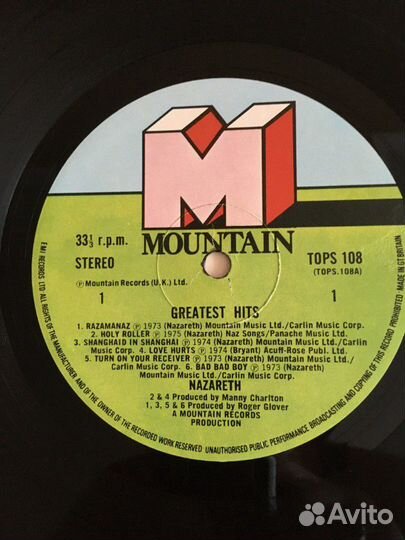 M
MOUNTAIN
33⅓ r.p.m.
STEREO
TOPS 108
(TOPS.108A)
℗ Mountain Records (U.K.) Ltd.
1
1
GREATEST HITS
1. RAZAMANAZ ℗ 1973 (Nazareth) Mountain Music Ltd./Carlin Music Corp.
2. HOLY ROLLER ℗ 1975 (Nazareth) Naz Songs/Panache Music Ltd.
3. SHANGHAID IN SHANGHAI ℗ 1974 (Nazareth) Mountain Music Ltd./Carlin
Music Corp. 4. LOVE HURTS ℗ 1974 (Bryant) Acuff-Rose Publ. Ltd.
5. TURN ON YOUR RECEIVER ℗ 1973 (Nazareth) Mountain Music Ltd./
Carlin Music Corp. 6. BAD BAD BOY ℗ 1973 (Nazareth)
Mountain Music Ltd./Carlin Music Corp.
NAZARETH
2 & 4 Produced by Manny Charlton
1, 3, 5 & 6 Produced by Roger Glover
A MOUNTAIN RECORDS
PRODUCTION
EMI RECORDS LTD ALL RIGHTS OF THE MANUFACTURER AND OF THE OWNER OF THE RECORDED WORK RESERVED UNAUTHORISED PUBLIC PERFORMANCE BROADCASTING AND COPYING OF THIS RECORD PROHIBITED · MADE IN GT BRITAIN
Avito